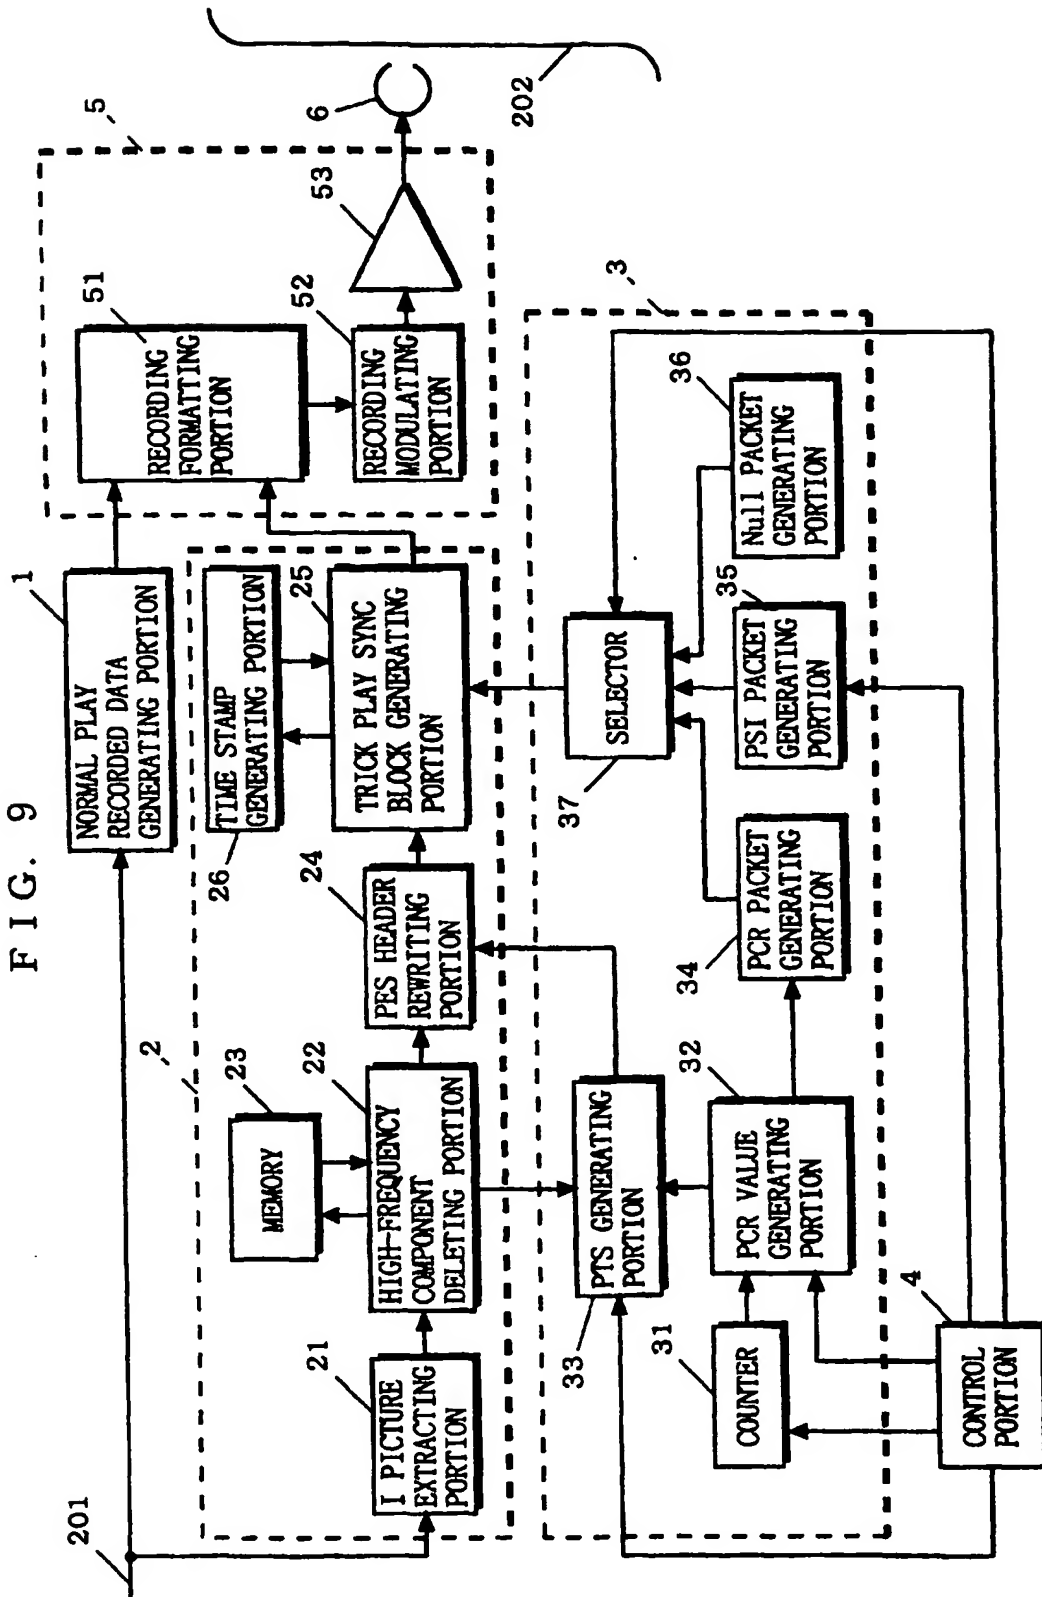 FIG. 9
201
1
NORMAL PLAY
RECORDED DATA
GENERATING PORTION
51
RECORDING
FORMATTING
PORTION
5
52
RECORDING
MODULATING
PORTION
53
6
202
2
23
MEMORY
21
I PICTURE
EXTRACTING
PORTION
22
HIGH-FREQUENCY
COMPONENT
DELETING PORTION
24
PES HEADER
REWRITING
PORTION
26
TIME STAMP
GENERATING PORTION
25
TRICK PLAY SYNC
BLOCK GENERATING
PORTION
3
33
PTS GENERATING
PORTION
37
SELECTOR
31
COUNTER
32
PCR VALUE
GENERATING
PORTION
34
PCR PACKET
GENERATING
PORTION
35
PSI PACKET
GENERATING
PORTION
36
Null PACKET
GENERATING
PORTION
4
CONTROL
PORTION